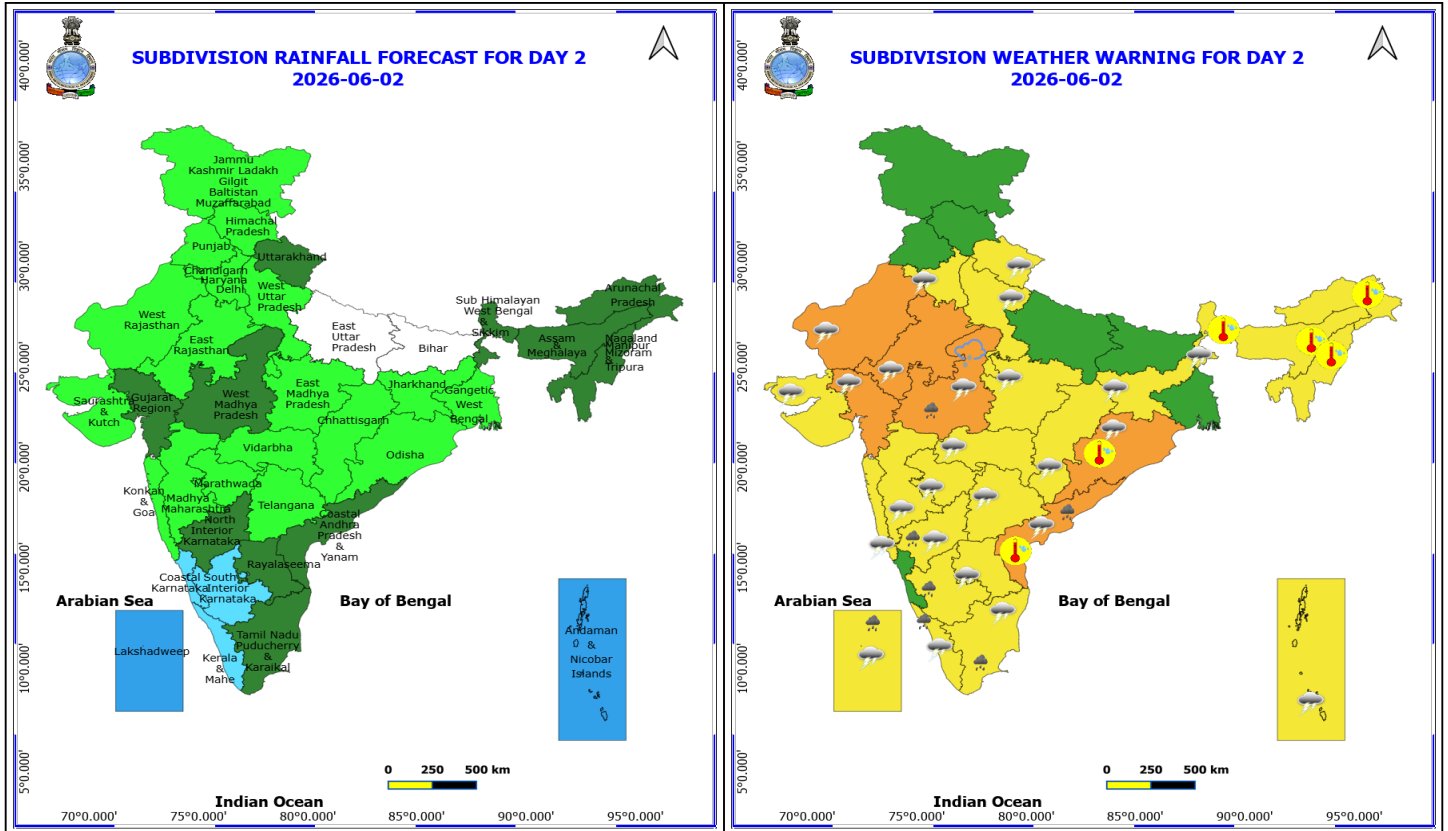 SUBDIVISION RAINFALL FORECAST FOR DAY 2
2026-06-02
40°0.000'
35°0.000'
30°0.000'
25°0.000'
20°0.000'
15°0.000'
10°0.000'
5°0.000'
Jammu
Kashmir Ladakh
Gilgit
Baltistan
Muzaffarabad
Himachal
Pradesh
Punjab
Uttarakhand
Chandigarh
Haryana
Delhi
West
Uttar
Pradesh
West
Rajasthan
East
Rajasthan
East
Uttar
Pradesh
Bihar
Sub Himalayan
West Bengal
&
Sikkim
Arunachal
Pradesh
Assam
&
Meghalaya
Nagaland
Manipur
Mizoram
&
Tripura
Saurashtra
&
Kutch
Gujarat
Region
West
Madhya
Pradesh
East
Madhya
Pradesh
Jharkhand
Gangetic
West
Bengal
Chhattisgarh
Odisha
Vidarbha
Marathwada
Madhya
Maharashtra
Konkan
&
Goa
Telangana
North
Interior
Karnataka
Coastal
Andhra
Pradesh
&
Yanam
Rayalaseema
Coastal
Karnataka
South
Interior
Karnataka
Tamil Nadu
Puducherry
&
Karaikal
Kerala
&
Mahe
Lakshadweep
Andaman
&
Nicobar
Islands
Arabian Sea
Bay of Bengal
Indian Ocean
0 250 500 km
70°0.000' 75°0.000' 80°0.000' 85°0.000' 90°0.000' 95°0.000'
SUBDIVISION WEATHER WARNING FOR DAY 2
2026-06-02
40°0.000'
35°0.000'
30°0.000'
25°0.000'
20°0.000'
15°0.000'
10°0.000'
5°0.000'
Arabian Sea
Bay of Bengal
Indian Ocean
0 250 500 km
70°0.000' 75°0.000' 80°0.000' 85°0.000' 90°0.000' 95°0.000'